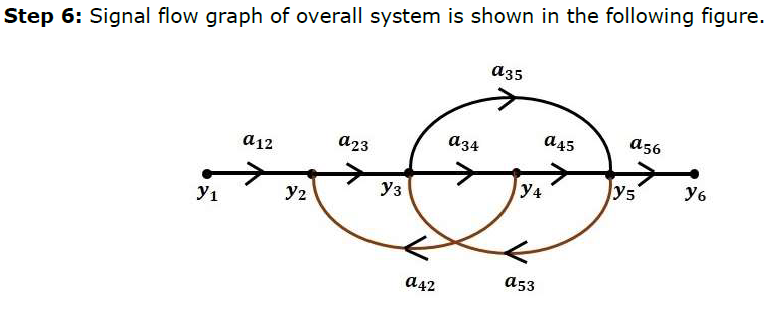 Step 6: Signal flow graph of overall system is shown in the following figure.
a35
a12 a23 a34 a45 a56
y1 y2 y3 y4 y5 y6
a42 a53